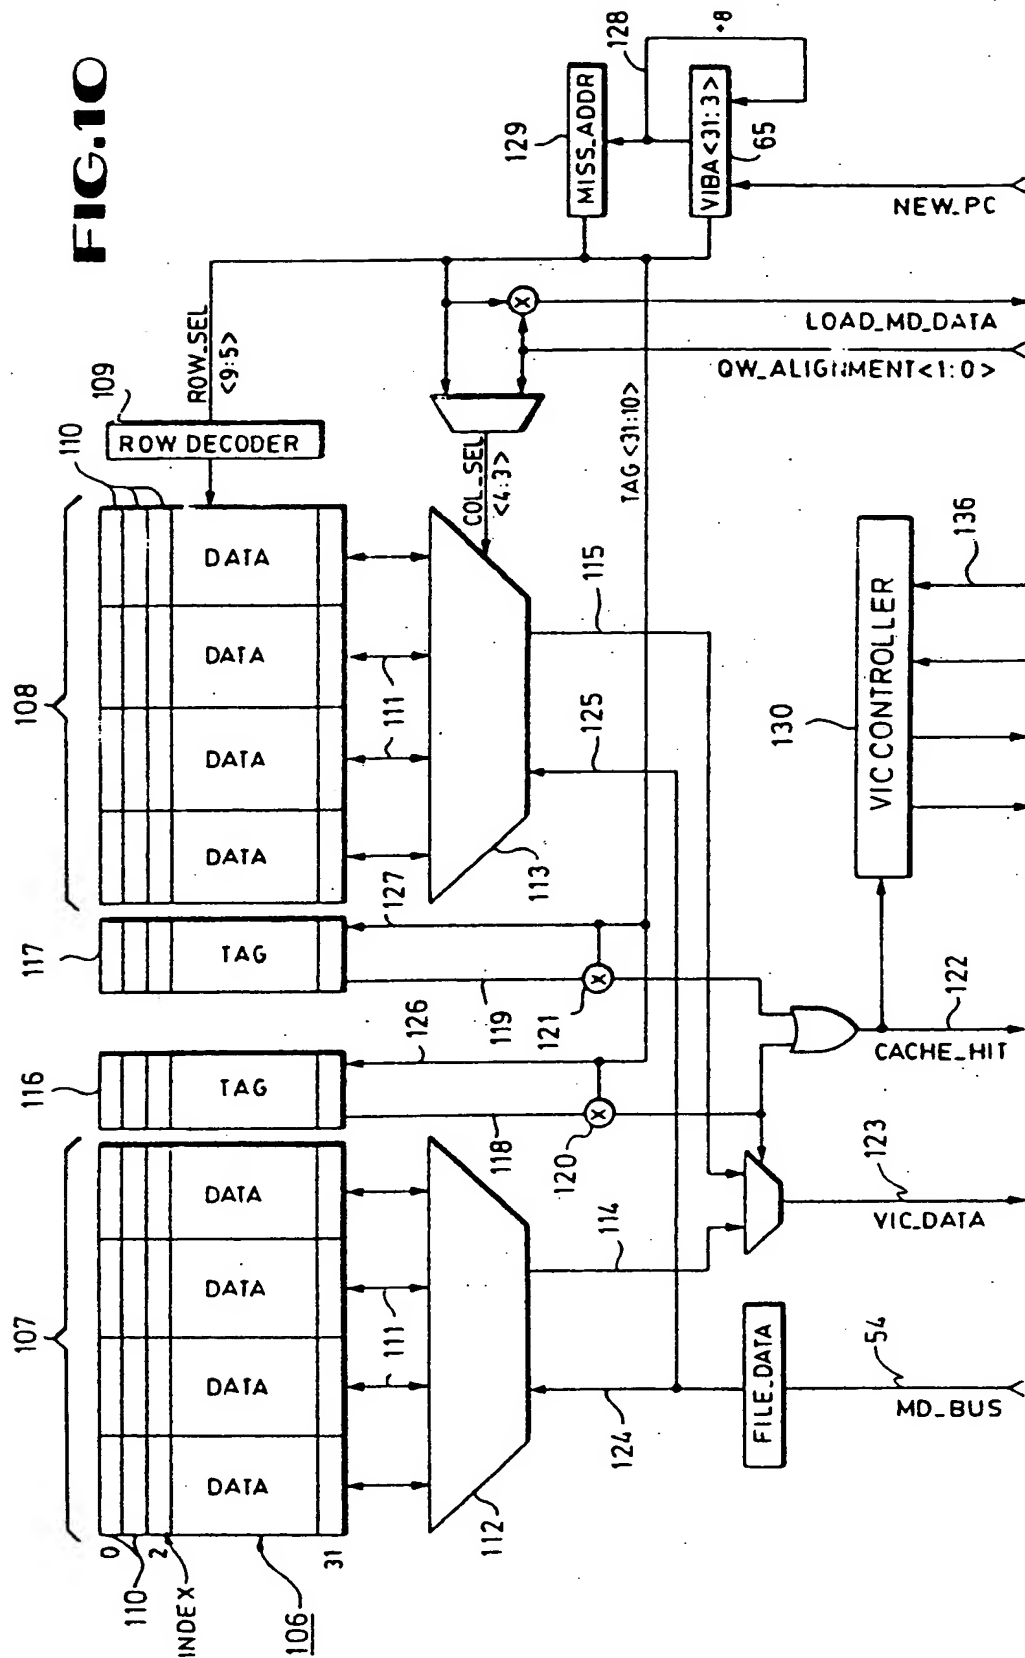 FIG.10
107
116
117
108
110
109
ROW DECODER
ROW_SEL
<9:5>
129
MISS_ADDR
128
+8
VIBA<31:3>
65
NEW_PC
0
110
2
INDEX
106
31
DATA
DATA
DATA
DATA
TAG
TAG
DATA
DATA
DATA
DATA
111
111
112
113
COL_SEL
<4:3>
X
LOAD_MD_DATA
QW_ALIGNMENT<1:0>
TAG<31:10>
118
126
119
127
X
120
X
121
124
114
125
115
FILE_DATA
54
MD_BUS
123
VIC_DATA
122
CACHE_HIT
130
VIC CONTROLLER
136